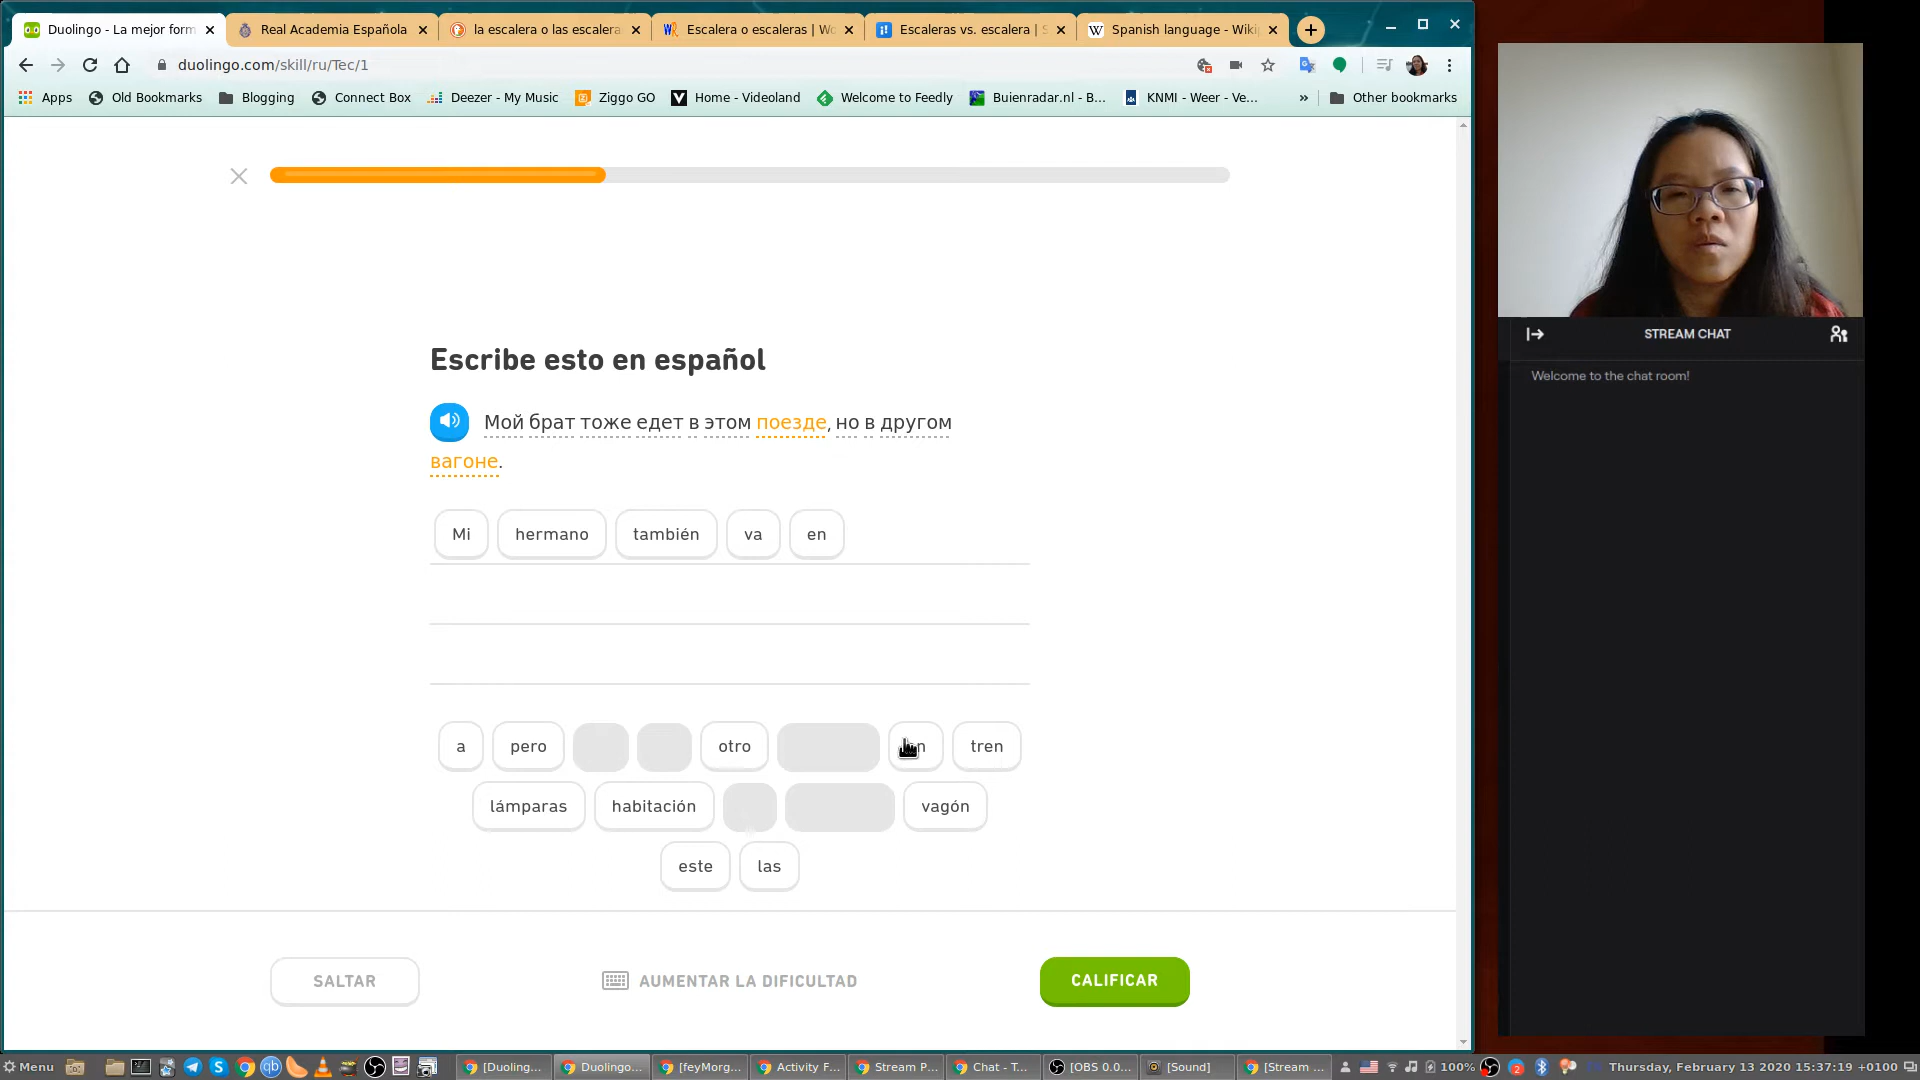 Duolingo - La mejor form
Real Academia Española
la escalera o las escalera
Escalera o escaleras | Wo
Escaleras vs. escalera | S
Spanish language - Wiki
duolingo.com/skill/ru/Tec/1
Apps
Old Bookmarks
Blogging
Connect Box
Deezer - My Music
Ziggo GO
Home - Videoland
Welcome to Feedly
Buienradar.nl - B...
KNMI - Weer - Ve...
»
Other bookmarks
Escribe esto en español
Мой брат тоже едет в этом поезде, но в другом
вагоне.
Mi hermano también va en
a pero otro tren
lámparas habitación vagón
este las
SALTAR
AUMENTAR LA DIFICULTAD
CALIFICAR
STREAM CHAT
Welcome to the chat room!
Menu
[Duoling...
Duolingo...
[feyMorg...
Activity F...
Stream P...
Chat - T...
[OBS 0.0...
[Sound]
[Stream ...
100%
2
Thursday, February 13 2020 15:37:19 +0100